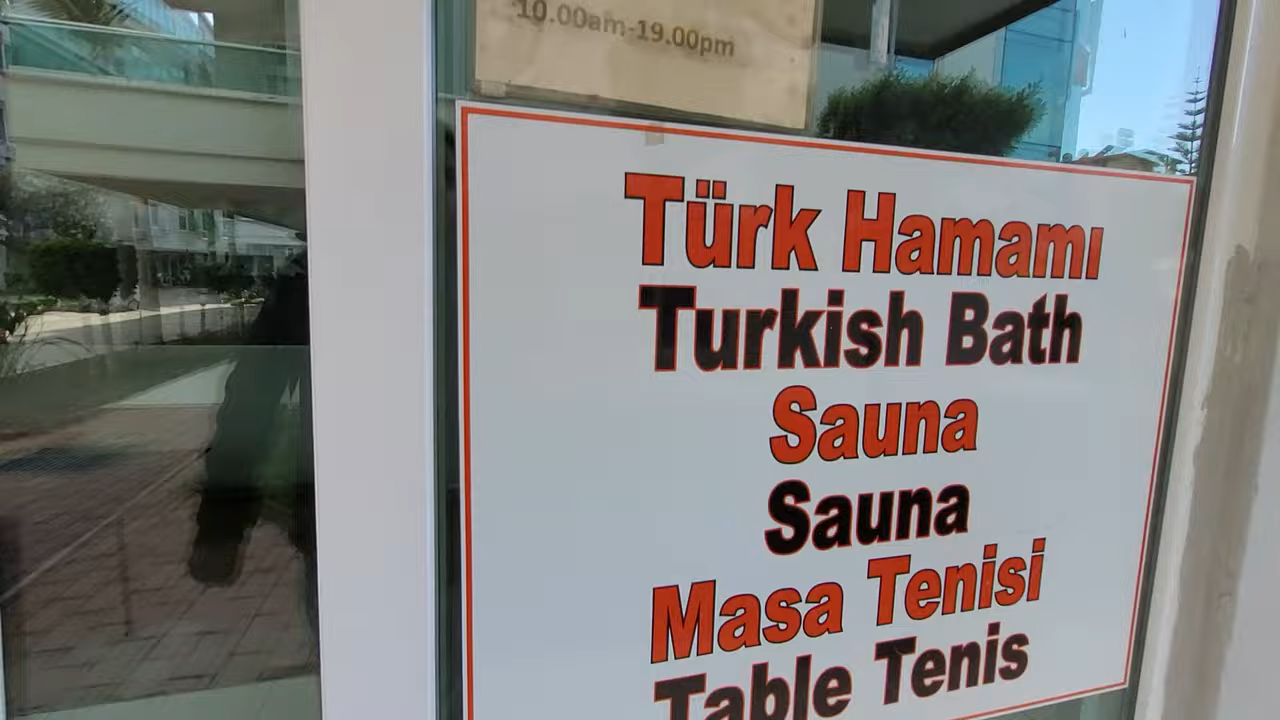 10.00am-19.00pm
Türk Hamamı
Turkish Bath
Sauna
Sauna
Masa Tenisi
Table Tenis